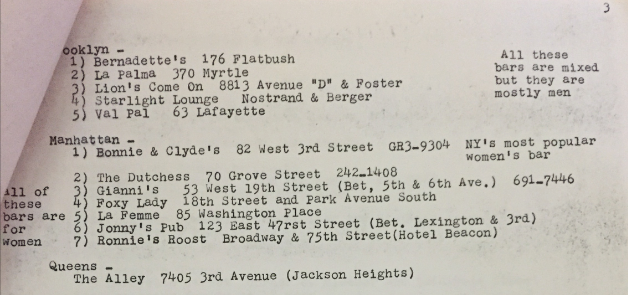 3
ooklyn -
1) Bernadette's 176 Flatbush
2) La Palma 370 Myrtle
3) Lion's Come On 8813 Avenue "D" & Foster
4) Starlight Lounge Nostrand & Berger
5) Val Pal 63 Lafayette
All these
bars are mixed
but they are
mostly men
Manhattan -
1) Bonnie & Clyde's 82 West 3rd Street GR3-9304 NY's most popular
women's bar
2) The Dutchess 70 Grove Street 242-1408
3) Gianni's 53 West 19th Street (Bet, 5th & 6th Ave.) 691-7446
4) Foxy Lady 18th Street and Park Avenue South
5) La Femme 85 Washington Place
6) Jonny's Pub 123 East 47rst Street (Bet. Lexington & 3rd)
7) Ronnie's Roost Broadway & 75th Street(Hotel Beacon)
All of
these
bars are
for
women
Queens -
The Alley 7405 3rd Avenue (Jackson Heights)